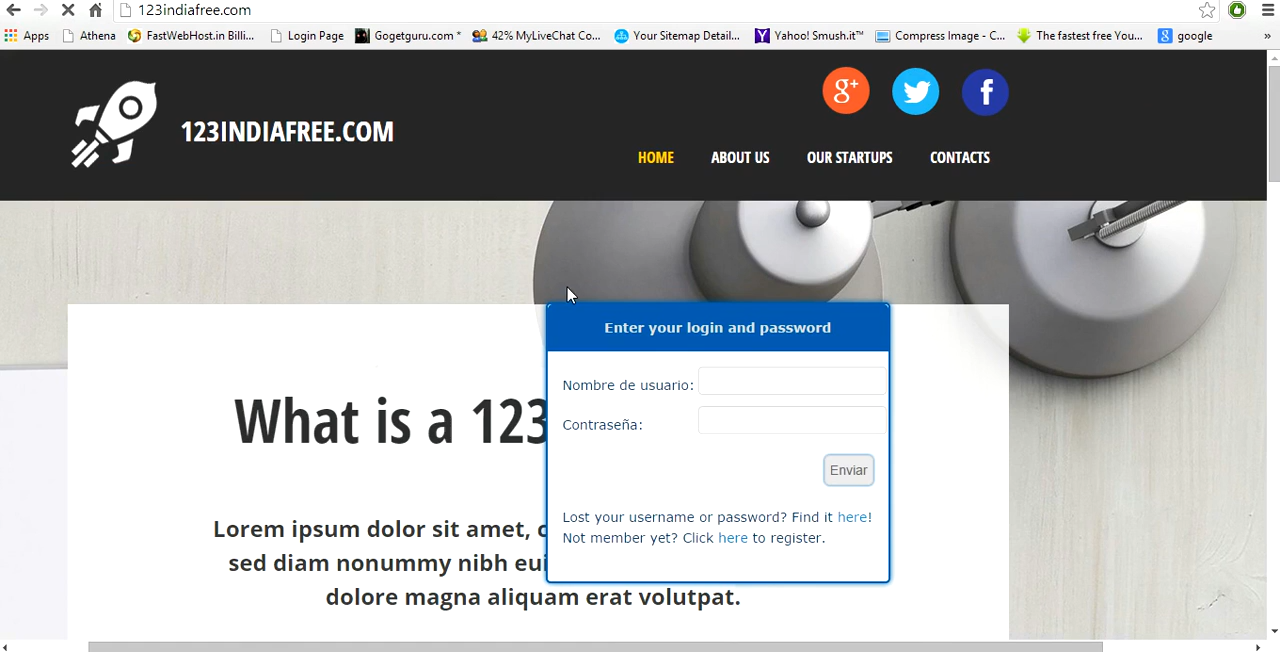 123indiafree.com
Apps Athena FastWebHost.in Billi... Login Page Gogetguru.com * 42% MyLiveChat Co... Your Sitemap Detail... Yahoo! Smush.it™ Compress Image - C... The fastest free You... google »
g+ f
123INDIAFREE.COM
HOME ABOUT US OUR STARTUPS CONTACTS
Enter your login and password
Nombre de usuario:
Contraseña:
Enviar
Lost your username or password? Find it here!
Not member yet? Click here to register.
What is a 123
Lorem ipsum dolor sit amet, c
sed diam nonummy nibh eui
dolore magna aliquam erat volutpat.